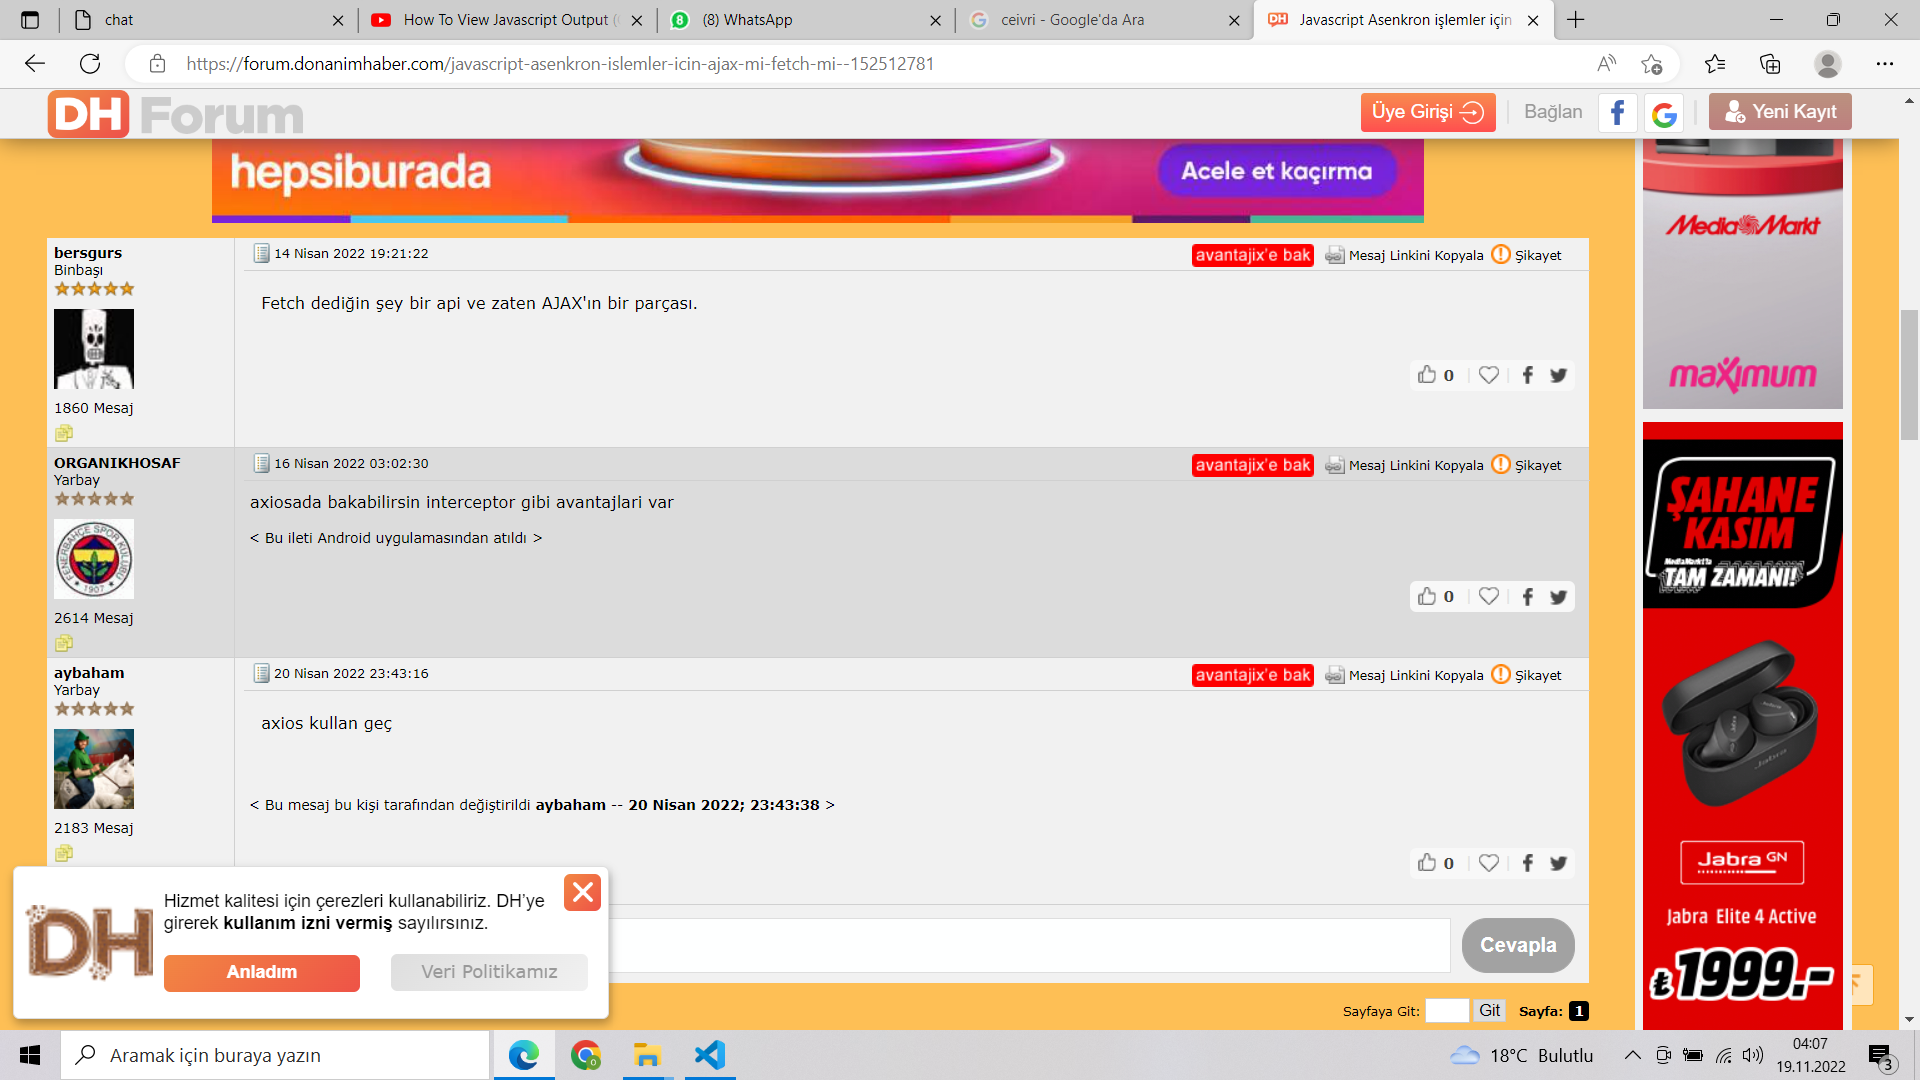 chat
How To View Javascript Output (
(8) WhatsApp
ceivri - Google'da Ara
Javascript Asenkron işlemler için
https://forum.donanimhaber.com/javascript-asenkron-islemler-icin-ajax-mi-fetch-mi--152512781
DH Forum
Üye Girişi
Bağlan
Yeni Kayıt
hepsiburada
Acele et kaçırma
MediaMarkt
maximum
bersgurs
Binbaşı
1860 Mesaj
14 Nisan 2022 19:21:22
avantajix'e bak
Mesaj Linkini Kopyala
Şikayet
Fetch dediğin şey bir api ve zaten AJAX'ın bir parçası.
0
ORGANIKHOSAF
Yarbay
FENERBAHÇE SPOR KULÜBÜ
1907
2614 Mesaj
16 Nisan 2022 03:02:30
avantajix'e bak
Mesaj Linkini Kopyala
Şikayet
axiosada bakabilirsin interceptor gibi avantajlari var
< Bu ileti Android uygulamasından atıldı >
0
aybaham
Yarbay
2183 Mesaj
20 Nisan 2022 23:43:16
avantajix'e bak
Mesaj Linkini Kopyala
Şikayet
axios kullan geç
< Bu mesaj bu kişi tarafından değiştirildi aybaham -- 20 Nisan 2022; 23:43:38 >
0
ŞAHANE
KASIM
MediaMarkt'ta
TAM ZAMANI!
Jabra
Jabra GN
Jabra Elite 4 Active
₺1999.-
DH
Hizmet kalitesi için çerezleri kullanabiliriz. DH'ye
girerek kullanım izni vermiş sayılırsınız.
Anladım
Veri Politikamız
Cevapla
Sayfaya Git:
Git
Sayfa: 1
Aramak için buraya yazın
18°C Bulutlu
04:07
19.11.2022
3